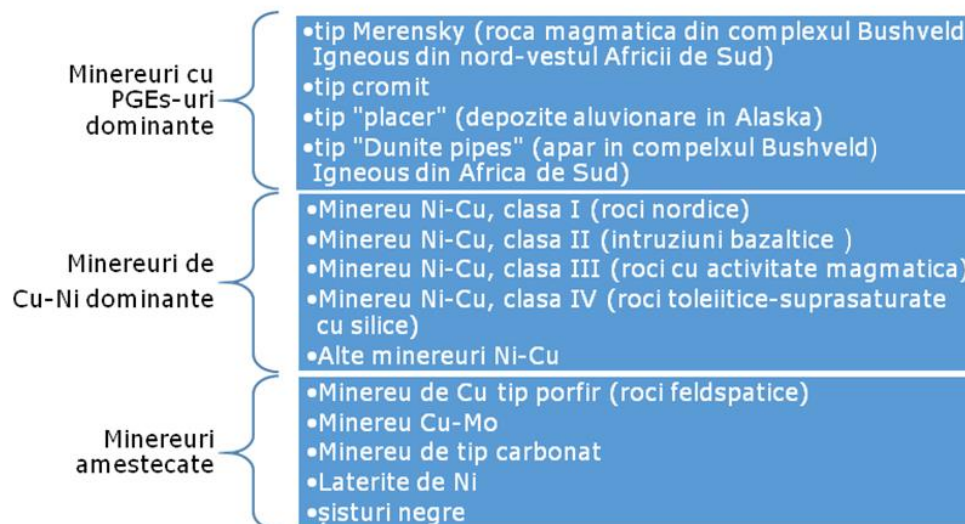 Minereuri cu
PGEs-uri
dominante
•tip Merensky (roca magmatica din complexul Bushveld
Igneous din nord-vestul Africii de Sud)
•tip cromit
•tip "placer" (depozite aluvionare in Alaska)
•tip "Dunite pipes" (apar in compelxul Bushveld)
Igneous din Africa de Sud)
Minereuri de
Cu-Ni dominante
•Minereu Ni-Cu, clasa I (roci nordice)
•Minereu Ni-Cu, clasa II (intruziuni bazaltice )
•Minereu Ni-Cu, clasa III (roci cu activitate magmatica)
•Minereu Ni-Cu, clasa IV (roci toleiitice-suprasaturate
cu silice)
•Alte minereuri Ni-Cu
Minereuri
amestecate
•Minereu de Cu tip porfir (roci feldspatice)
•Minereu Cu-Mo
•Minereu de tip carbonat
•Laterite de Ni
•șisturi negre